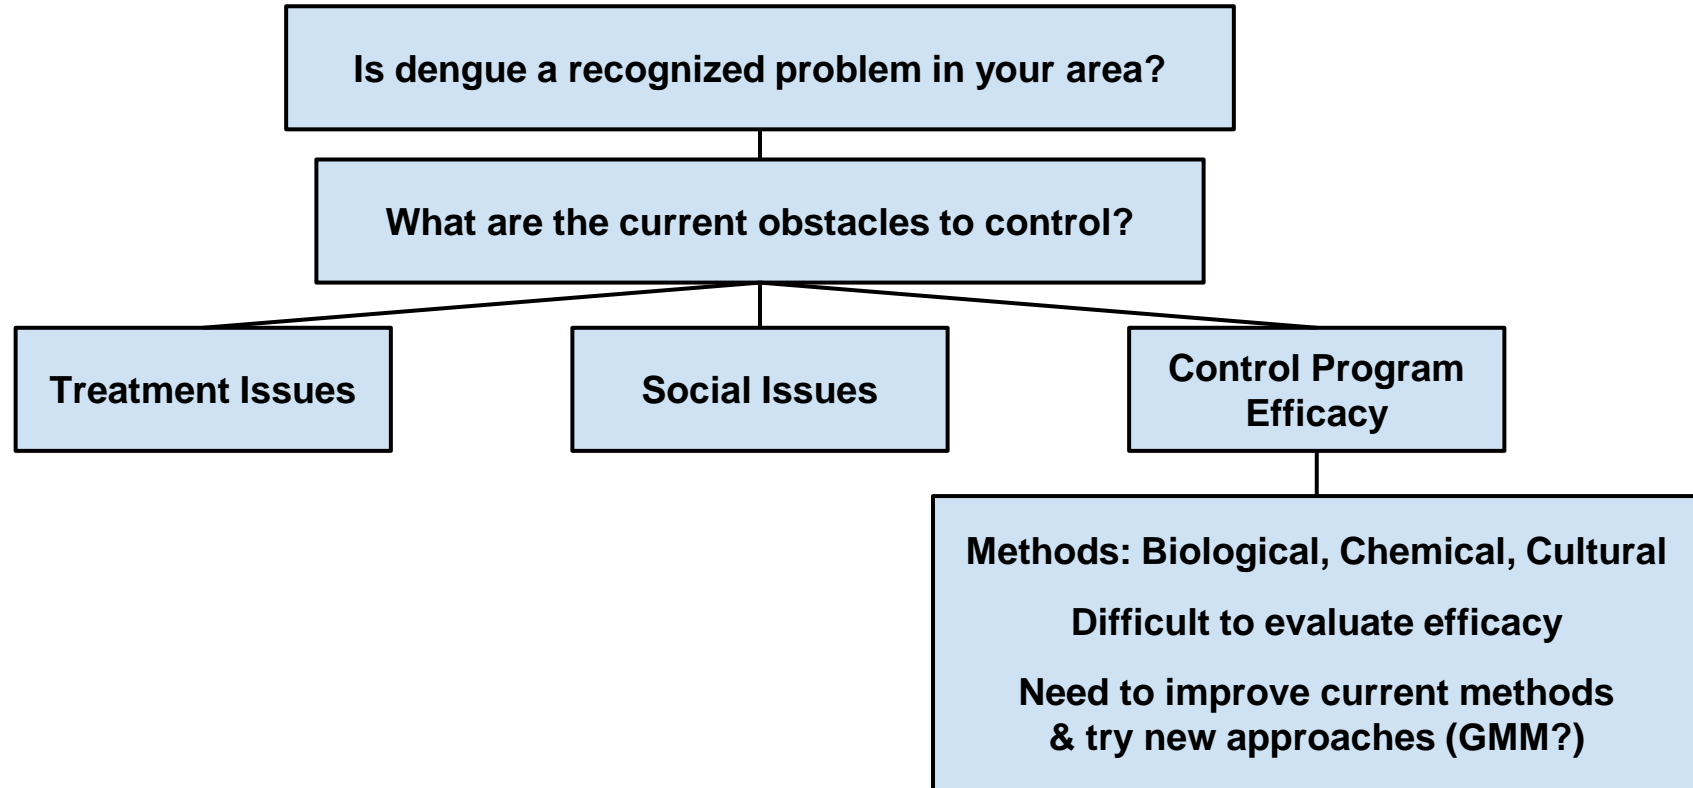 Is dengue a recognized problem in your area?
What are the current obstacles to control?
Treatment Issues
Social Issues
Control Program
Efficacy
Methods: Biological, Chemical, Cultural
Difficult to evaluate efficacy
Need to improve current methods
& try new approaches (GMM?)